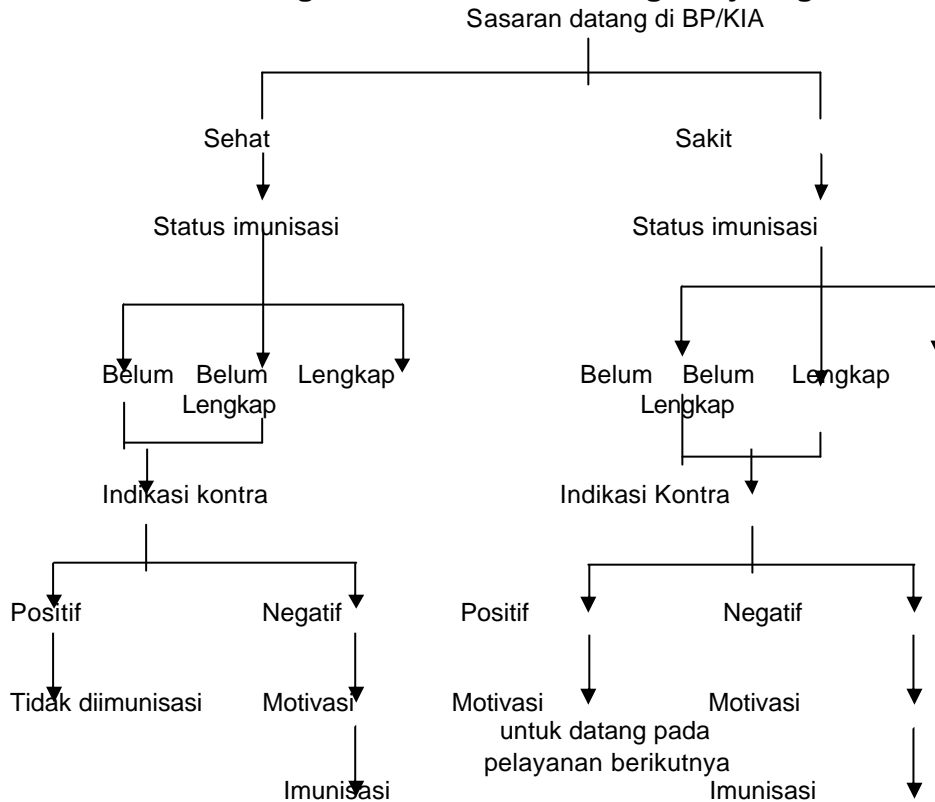 Sasaran datang di BP/KIA
Sehat Sakit
Status imunisasi Status imunisasi
Belum Belum Lengkap Belum Belum Lengkap
Lengkap Lengkap
Indikasi kontra Indikasi Kontra
Positif Negatif Positif Negatif
Tidak diimunisasi Motivasi Motivasi Motivasi
untuk datang pada
pelayanan berikutnya
Imunisasi Imunisasi